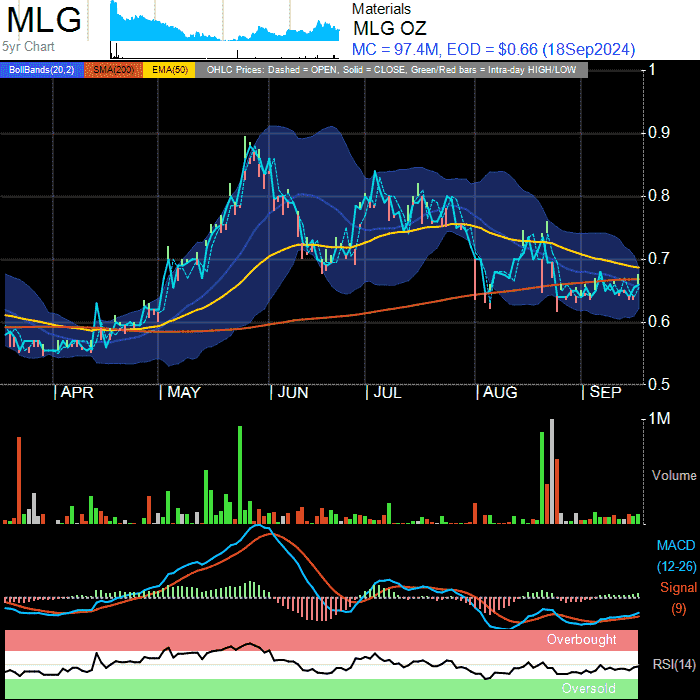 MLG
5yr Chart
Materials
MLG OZ
MC = 97.4M, EOD = $0.66 (18Sep2024)
BollBands(20,2) SMA(200) EMA(50) OHLC Prices: Dashed = OPEN, Solid = CLOSE, Green/Red bars = Intra-day HIGH/LOW
1
0.9
0.8
0.7
0.6
0.5
APR MAY JUN JUL AUG SEP
1M
Volume
MACD
(12-26)
Signal
(9)
Overbought
RSI(14)
Oversold